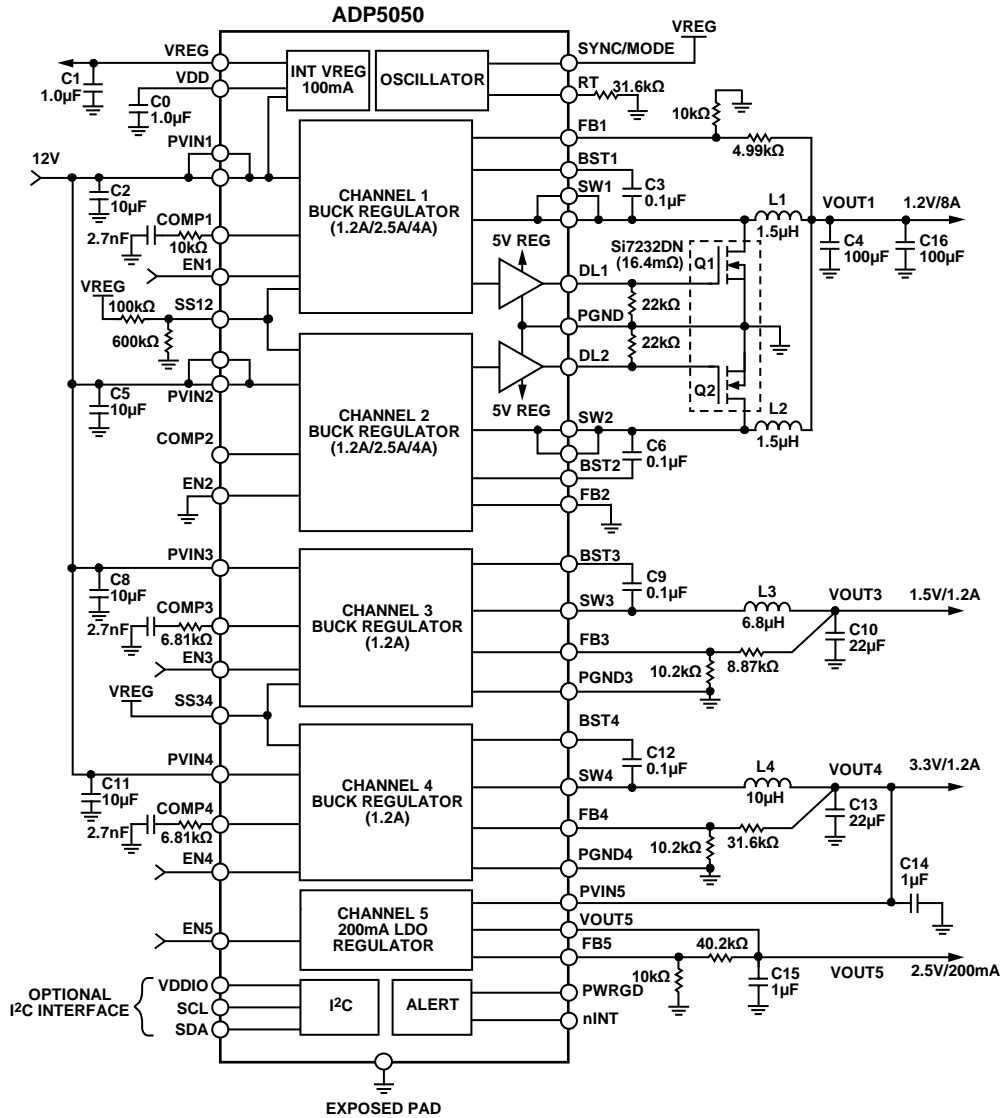 ADP5050
VREG
C1
1.0µF
VDD
C0
1.0µF
INT VREG
100mA
OSCILLATOR
SYNC/MODE
VREG
RT
31.6kΩ
FB1
10kΩ
4.99kΩ
12V
PVIN1
C2
10µF
COMP1
2.7nF
10kΩ
EN1
CHANNEL 1
BUCK REGULATOR
(1.2A/2.5A/4A)
BST1
SW1
C3
0.1µF
L1
1.5µH
VOUT1
1.2V/8A
C4
100µF
C16
100µF
5V REG
Si7232DN
(16.4mΩ)
Q1
DL1
22kΩ
PGND
22kΩ
DL2
Q2
5V REG
VREG
100kΩ
SS12
600kΩ
PVIN2
C5
10µF
COMP2
EN2
CHANNEL 2
BUCK REGULATOR
(1.2A/2.5A/4A)
SW2
L2
1.5µH
C6
0.1µF
BST2
FB2
PVIN3
C8
10µF
COMP3
2.7nF
6.81kΩ
EN3
CHANNEL 3
BUCK REGULATOR
(1.2A)
BST3
C9
0.1µF
SW3
L3
6.8µH
VOUT3
1.5V/1.2A
C10
22µF
FB3
10.2kΩ
8.87kΩ
PGND3
VREG
SS34
PVIN4
C11
10µF
COMP4
2.7nF
6.81kΩ
EN4
CHANNEL 4
BUCK REGULATOR
(1.2A)
BST4
C12
0.1µF
SW4
L4
10µH
VOUT4
3.3V/1.2A
C13
22µF
FB4
10.2kΩ
31.6kΩ
PGND4
C14
1µF
PVIN5
VOUT5
EN5
CHANNEL 5
200mA LDO
REGULATOR
FB5
40.2kΩ
10kΩ
C15
1µF
VOUT5
2.5V/200mA
OPTIONAL
I²C INTERFACE
VDDIO
SCL
SDA
I²C
ALERT
PWRGD
nINT
EXPOSED PAD